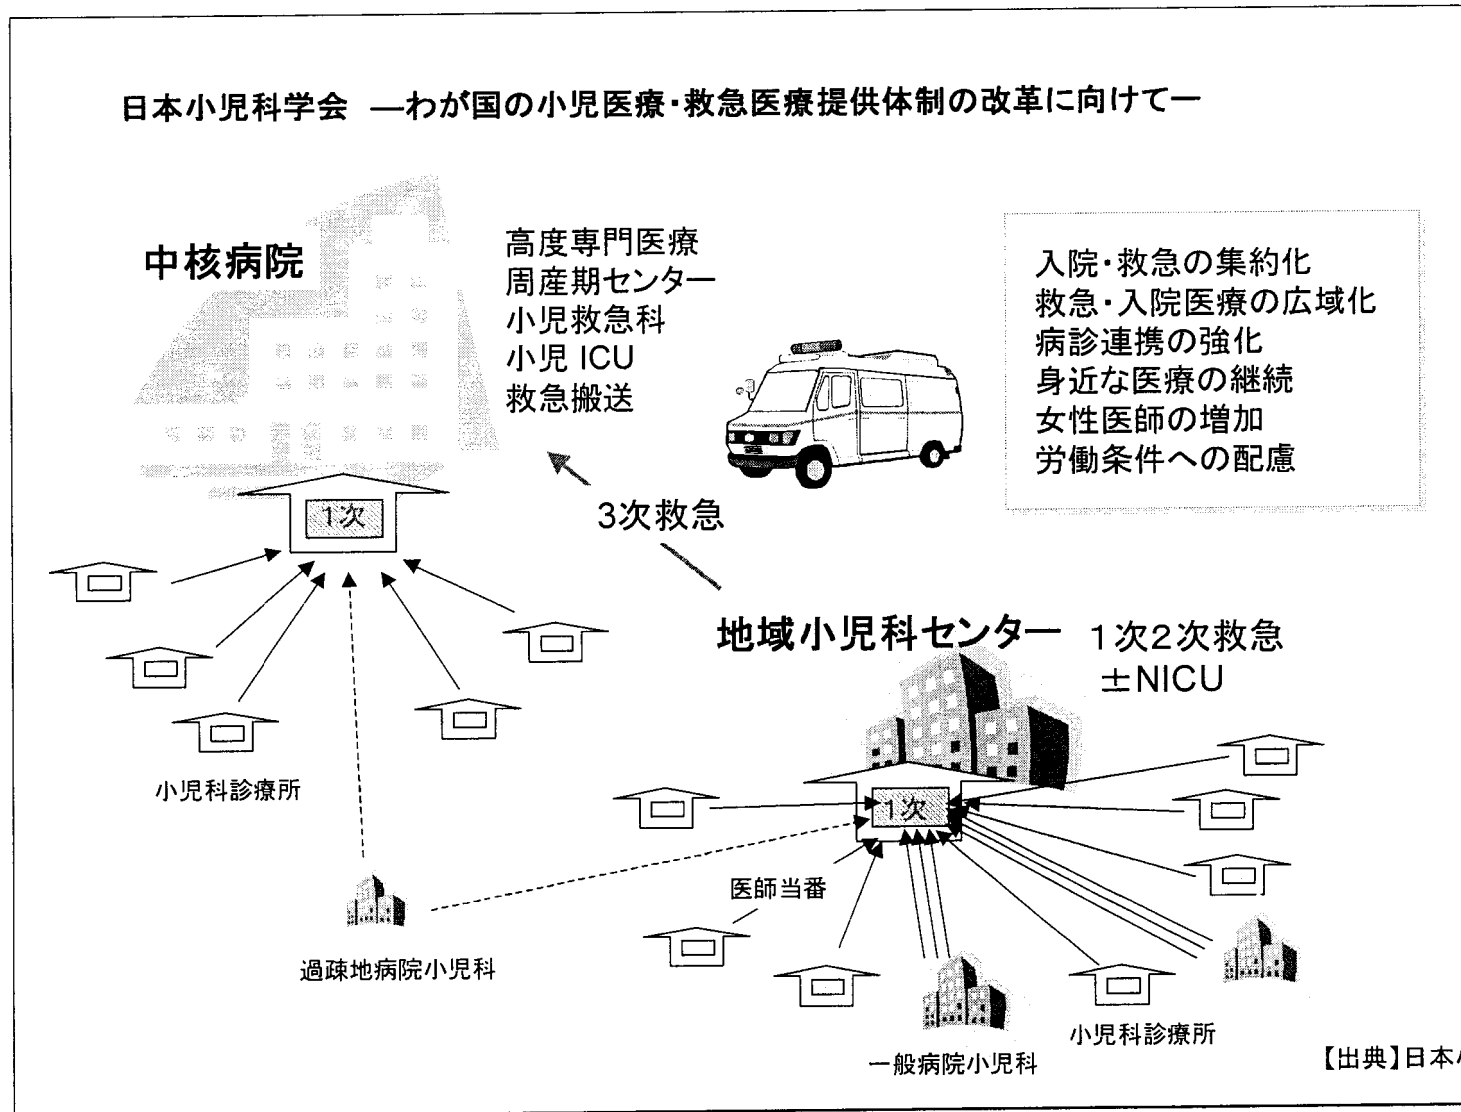 日本小児科学会 ―わが国の小児医療・救急医療提供体制の改革に向けて―
中核病院
高度専門医療
周産期センター
小児救急科
小児 ICU
救急搬送
入院・救急の集約化
救急・入院医療の広域化
病診連携の強化
身近な医療の継続
女性医師の増加
労働条件への配慮
1次
3次救急
地域小児科センター
1次2次救急
±NICU
小児科診療所
1次
医師当番
過疎地病院小児科
一般病院小児科
小児科診療所
【出典】日本